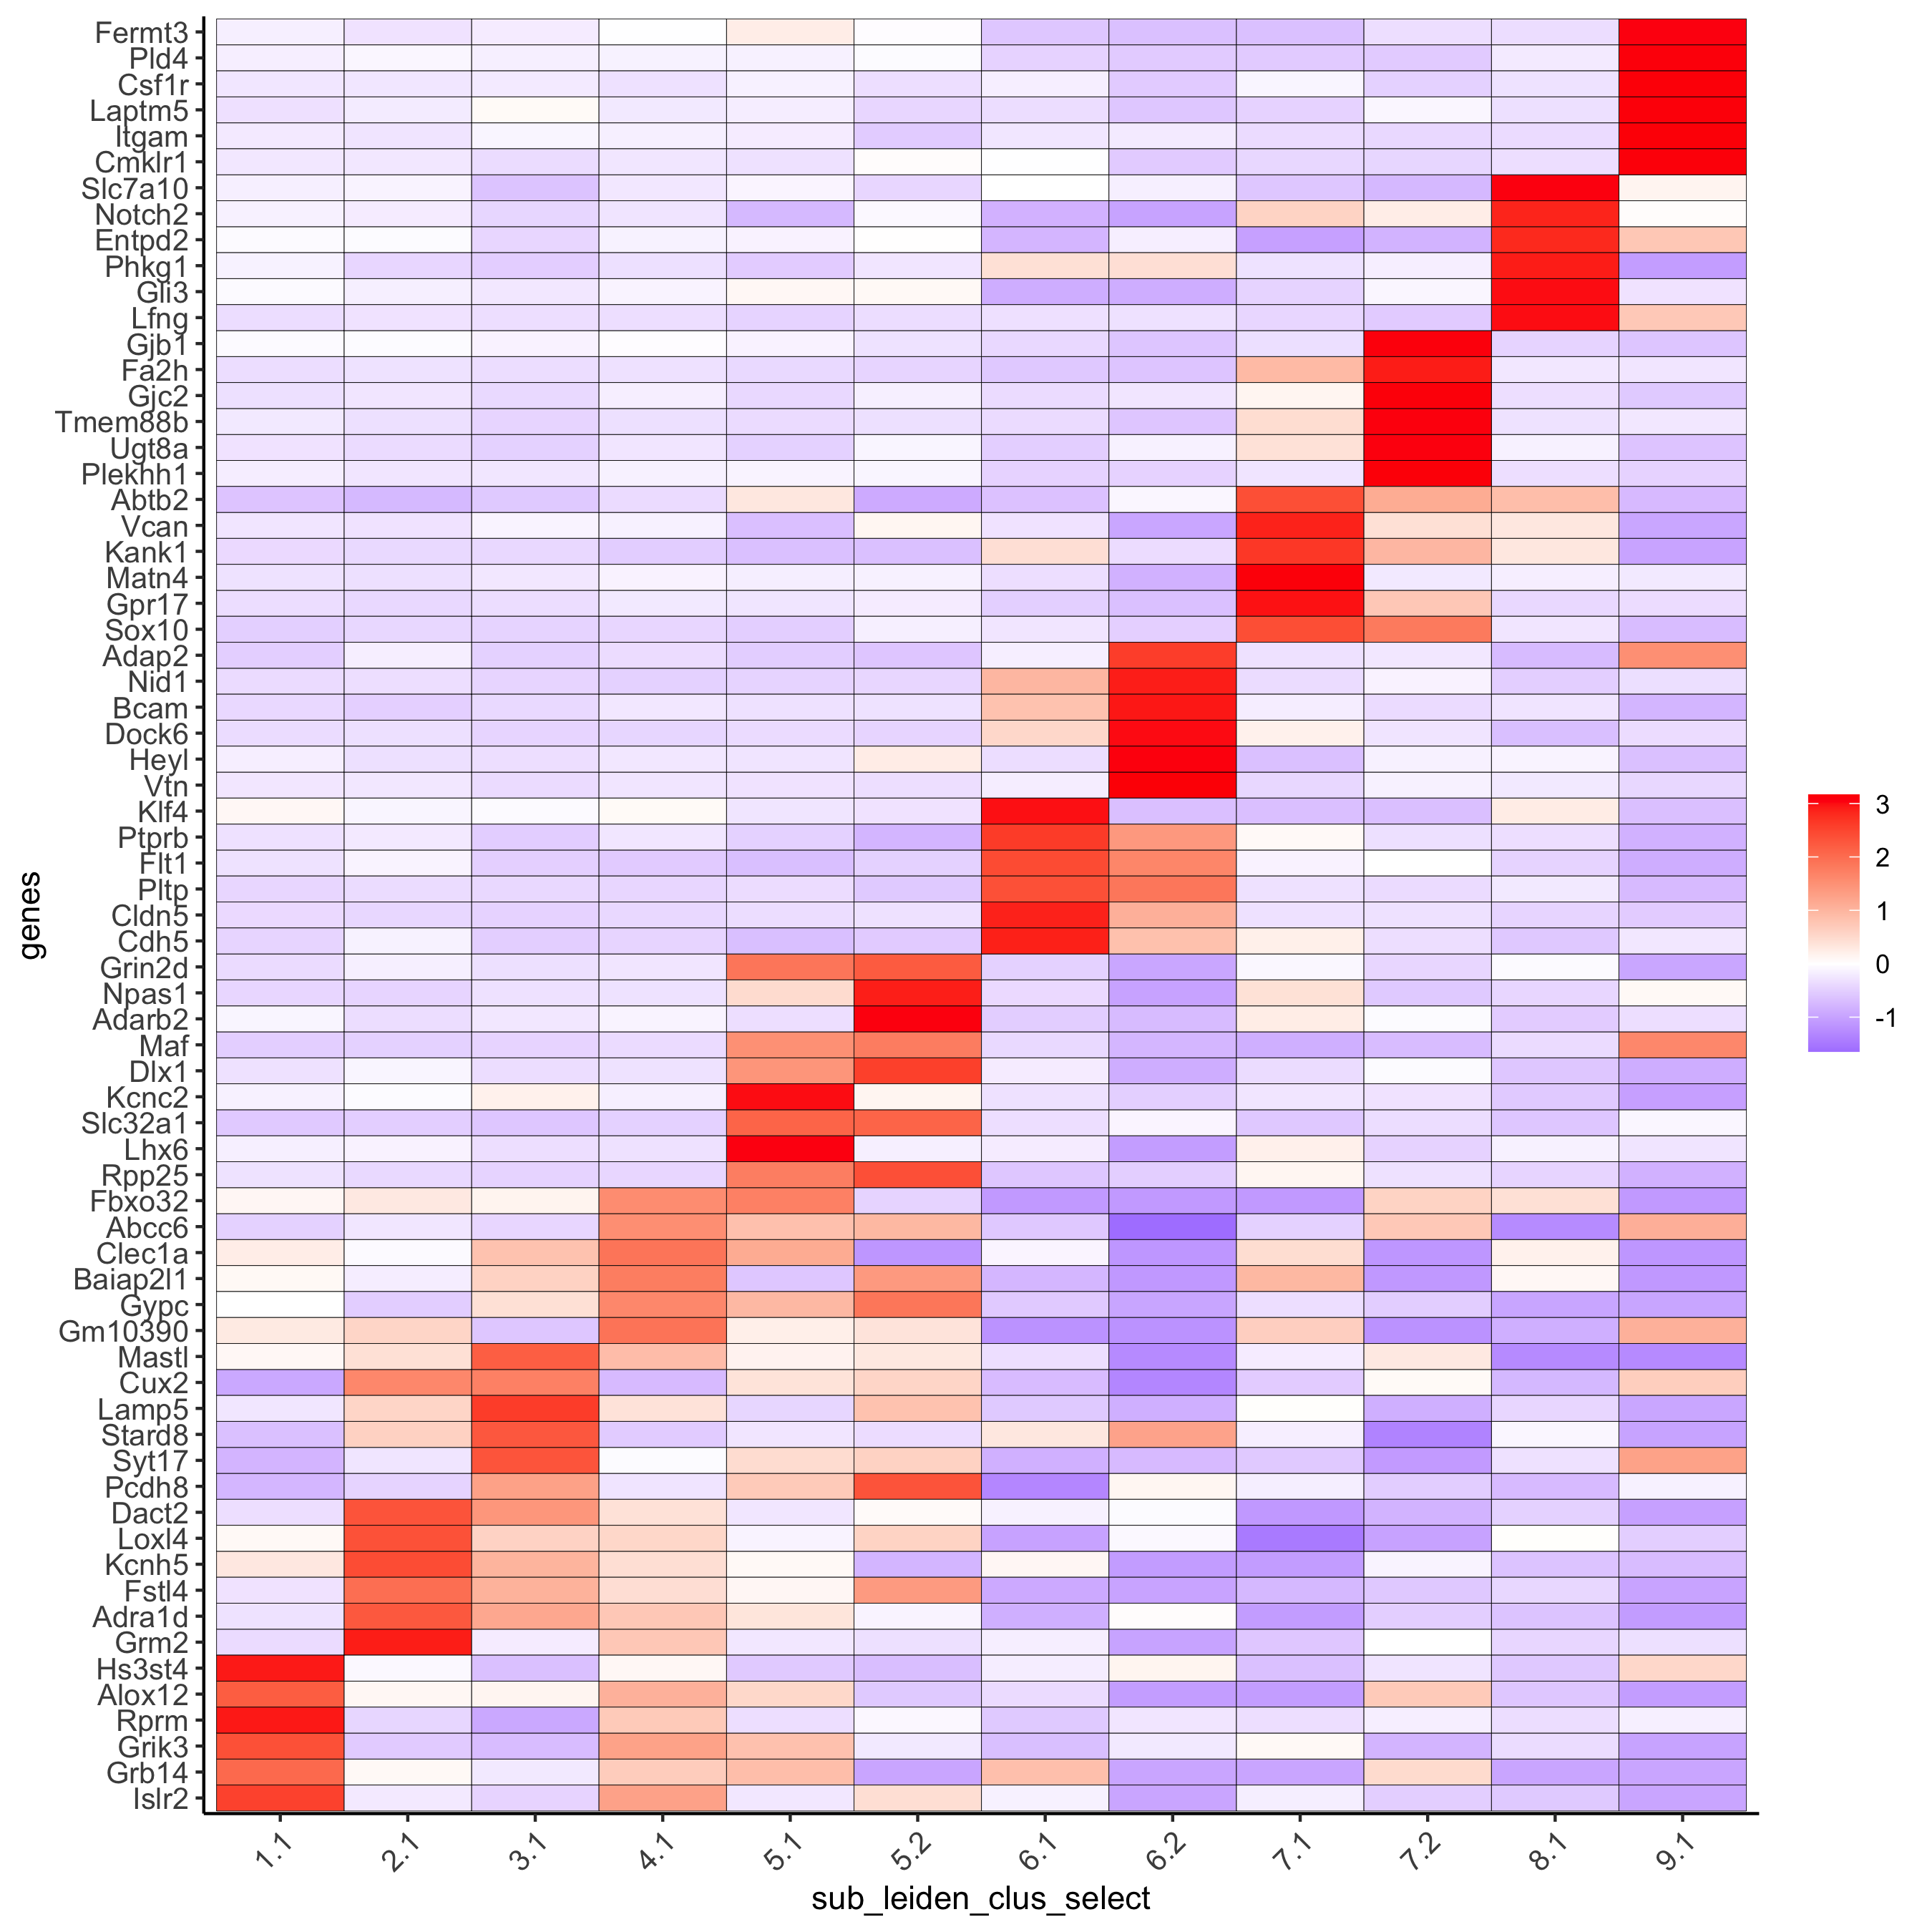 Fermt3
Pld4
Csf1r
Laptm5
Itgam
Cmklr1
Slc7a10
Notch2
Entpd2
Phkg1
Gli3
Lfng
Gjb1
Fa2h
Gjc2
Tmem88b
Ugt8a
Plekhh1
Abtb2
Vcan
Kank1
Matn4
Gpr17
Sox10
Adap2
Nid1
Bcam
Dock6
Heyl
Vtn
Klf4
Ptprb
Flt1
Pltp
Cldn5
Cdh5
Grin2d
Npas1
Adarb2
Maf
Dlx1
Kcnc2
Slc32a1
Lhx6
Rpp25
Fbxo32
Abcc6
Clec1a
Baiap2l1
Gypc
Gm10390
Mastl
Cux2
Lamp5
Stard8
Syt17
Pcdh8
Dact2
Loxl4
Kcnh5
Fstl4
Adra1d
Grm2
Hs3st4
Alox12
Rprm
Grik3
Grb14
Islr2
genes
1.1 2.1 3.1 4.1 5.1 5.2 6.1 6.2 7.1 7.2 8.1 9.1
sub_leiden_clus_select
3
2
1
0
-1